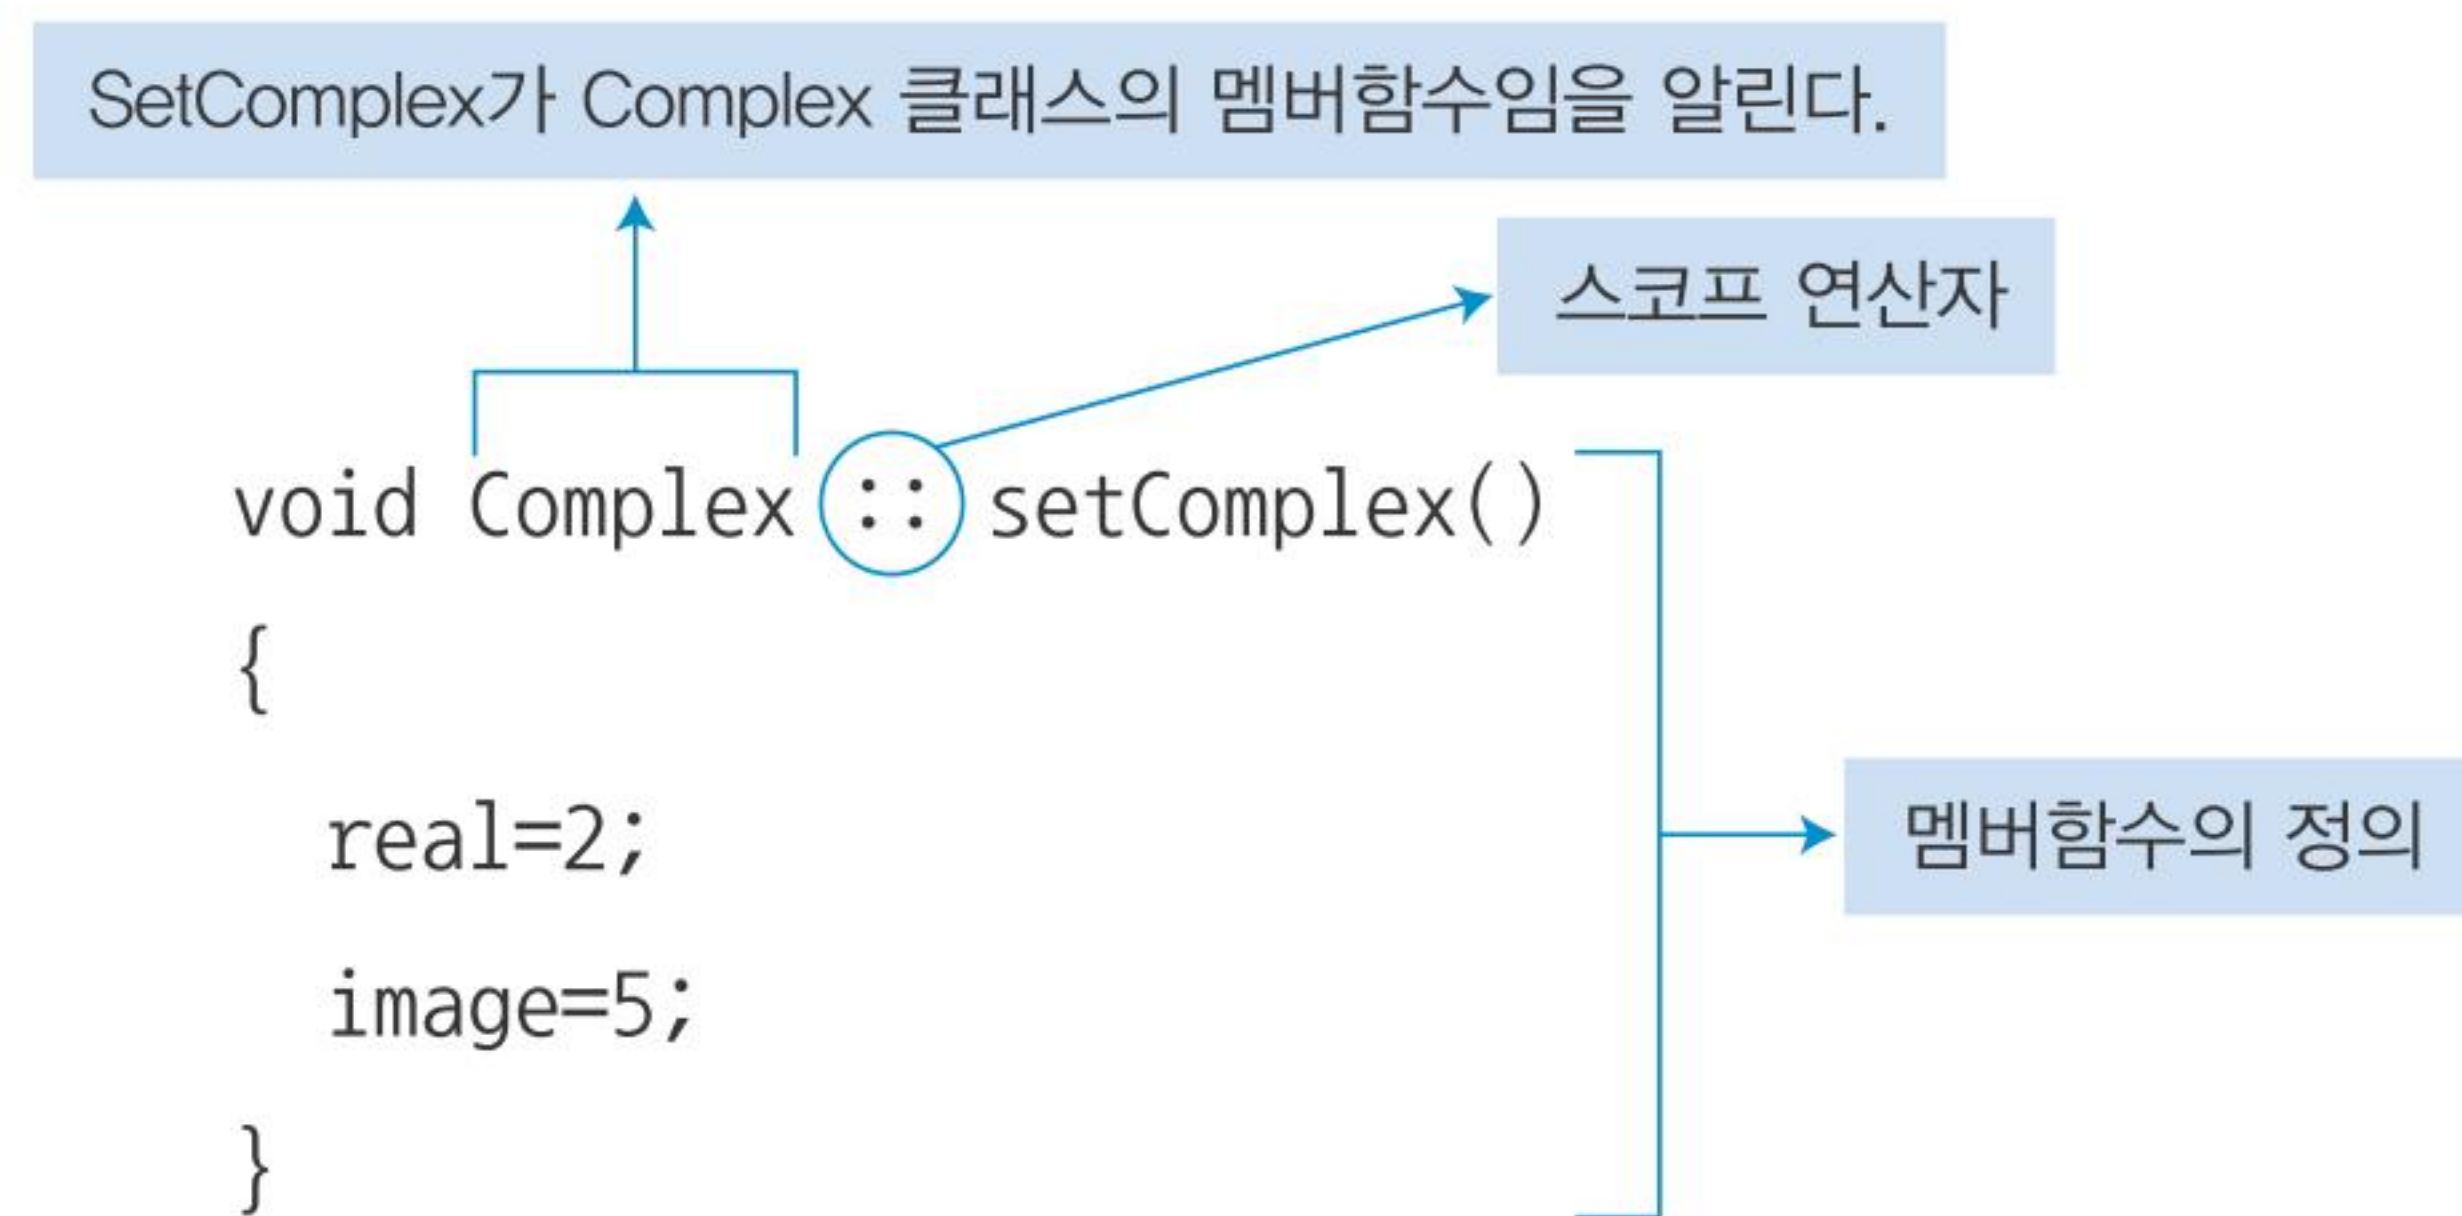 SetComplex가 Complex 클래스의 멤버함수임을 알린다.
스코프 연산자
void Complex :: setComplex()
{
real=2;
멤버함수의 정의
image=5;
}